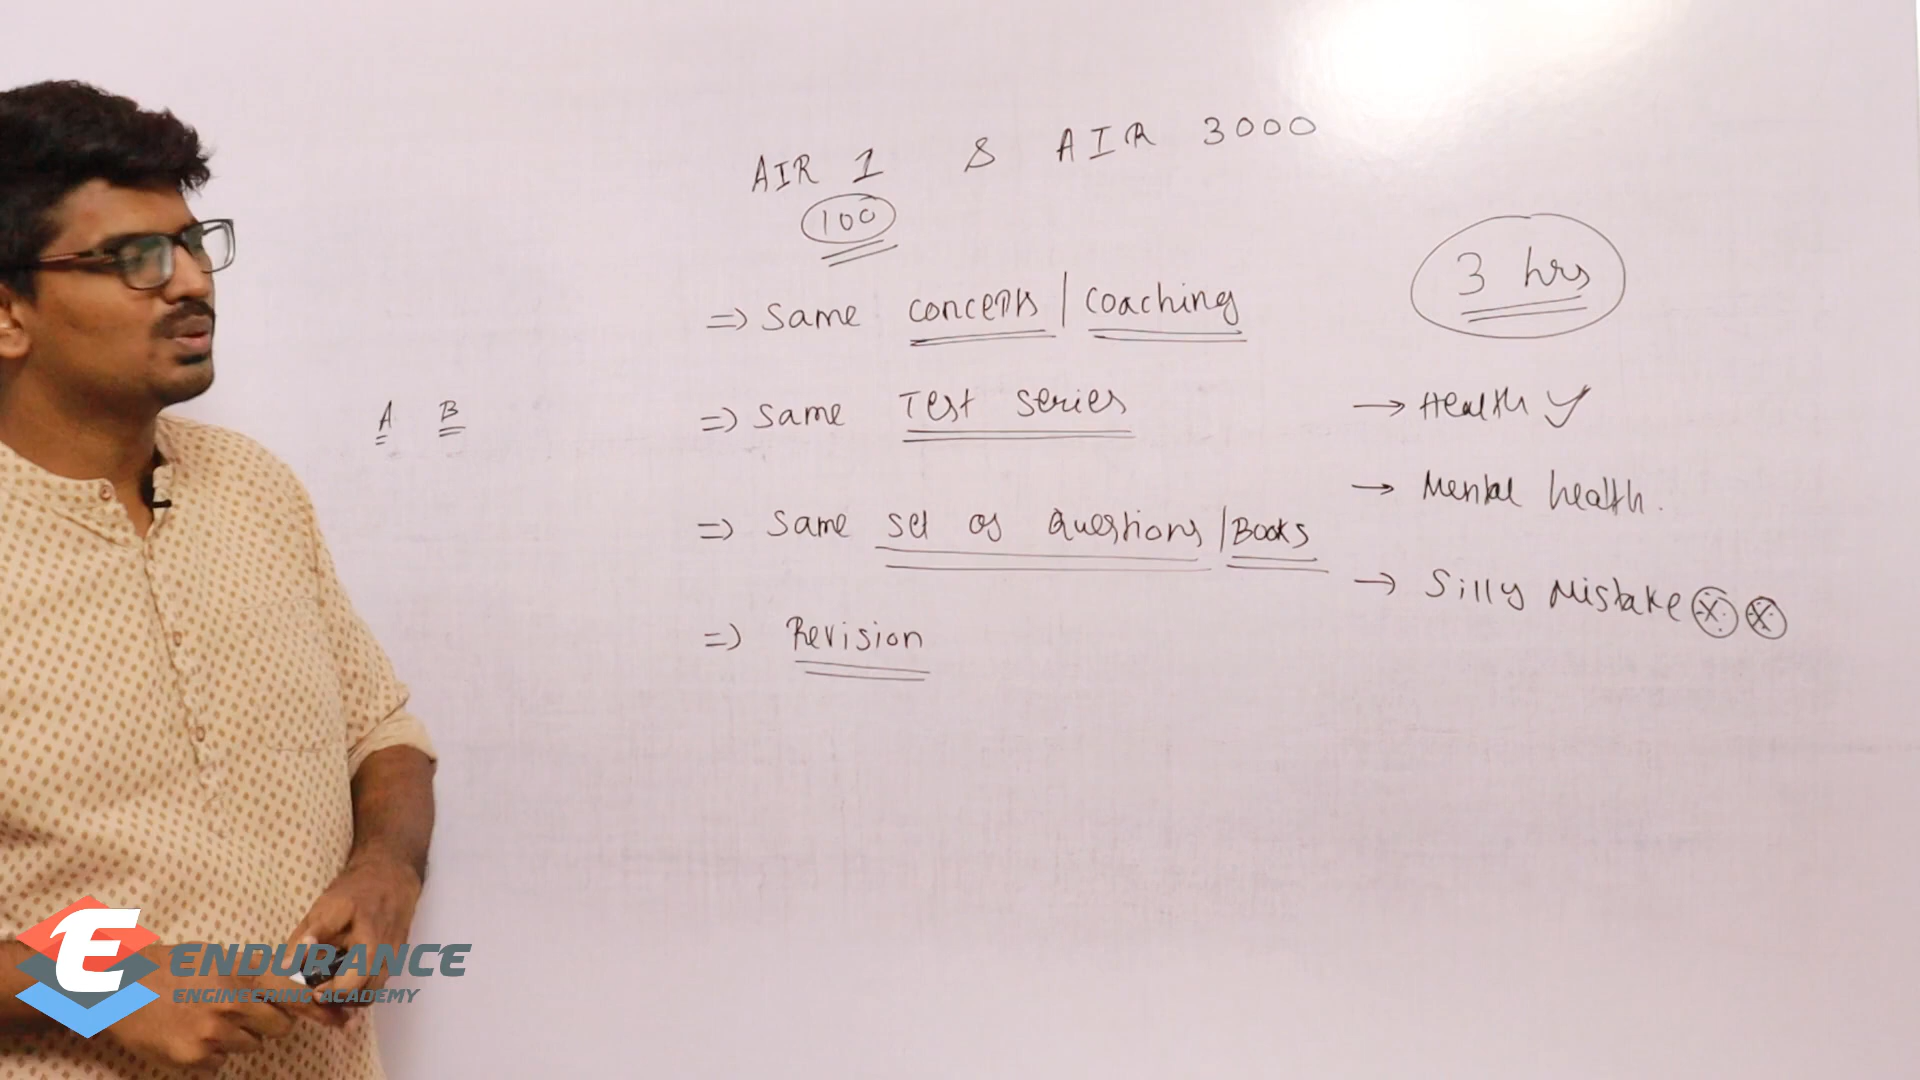 AIR 1 & AIR 3000
100
3 hrs
=> Same concepts / coaching
A B
=> Same Test series
→ Health
→ Mental health.
=> Same set of Questions / Books
→ Silly Mistake
=> Revision
E ENDURANCE
ENGINEERING ACADEMY